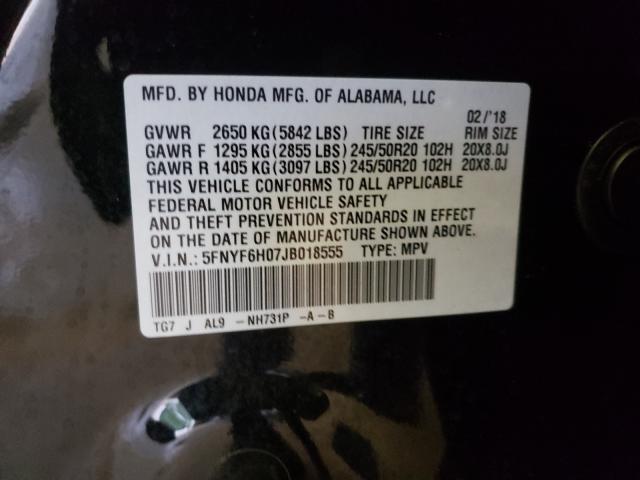 MFD. BY HONDA MFG. OF ALABAMA, LLC
02/'18
GVWR 2650 KG (5842 LBS) TIRE SIZE RIM SIZE
GAWR F 1295 KG (2855 LBS) 245/50R20 102H 20X8.0J
GAWR R 1405 KG (3097 LBS) 245/50R20 102H 20X8.0J
THIS VEHICLE CONFORMS TO ALL APPLICABLE
FEDERAL MOTOR VEHICLE SAFETY
AND THEFT PREVENTION STANDARDS IN EFFECT
ON THE DATE OF MANUFACTURE SHOWN ABOVE.
V.I.N.: 5FNYF6H07JB018555 TYPE: MPV
TG7 J AL9 -NH731P -A-B